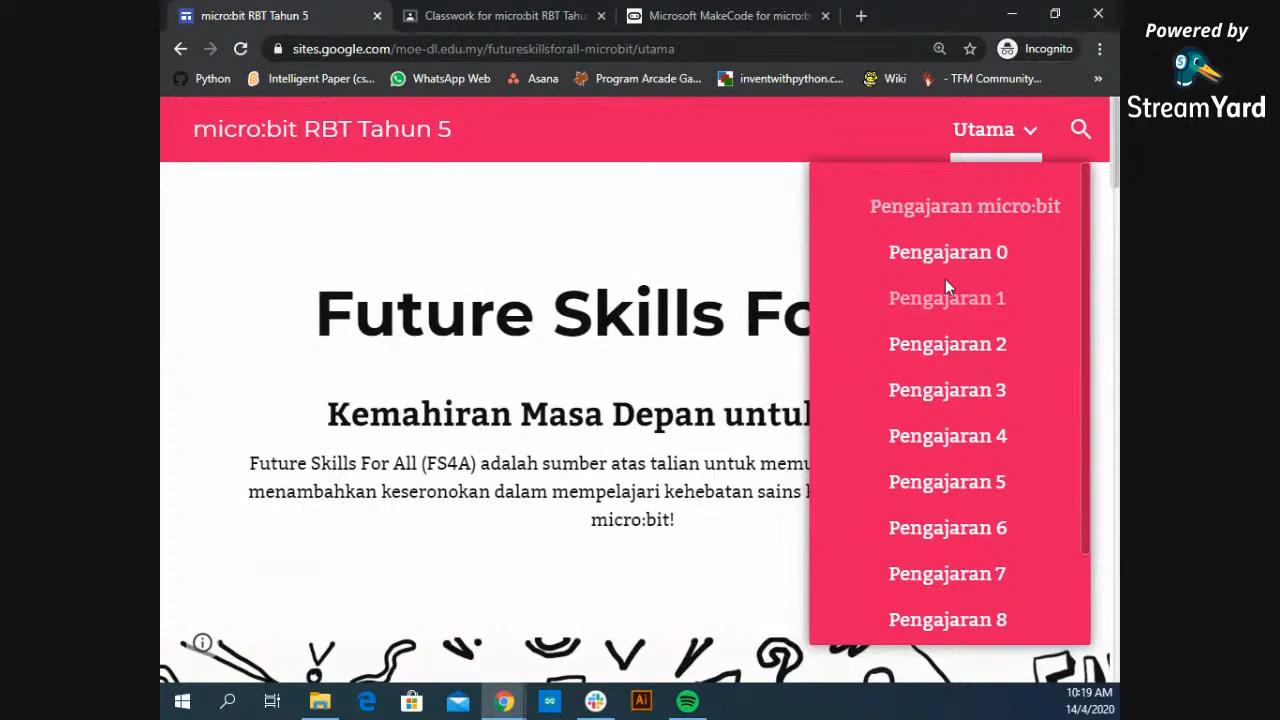 micro:bit RBT Tahun 5
Classwork for micro:bit RBT Tahu
Microsoft MakeCode for micro:b
Powered by
StreamYard
sites.google.com/moe-dl.edu.my/futureskillsforall-microbit/utama
Incognito
Python
Intelligent Paper (cs...
WhatsApp Web
Asana
Program Arcade Ga...
inventwithpython.c...
Wiki
- TFM Community...
»
micro:bit RBT Tahun 5
Utama
Pengajaran micro:bit
Pengajaran 0
Pengajaran 1
Pengajaran 2
Pengajaran 3
Pengajaran 4
Pengajaran 5
Pengajaran 6
Pengajaran 7
Pengajaran 8
Future Skills Fo
Kemahiran Masa Depan untu
Future Skills For All (FS4A) adalah sumber atas talian untuk memu
menambahkan keseronokan dalam mempelajari kehebatan sains
micro:bit!
Ai
10:19 AM
14/4/2020